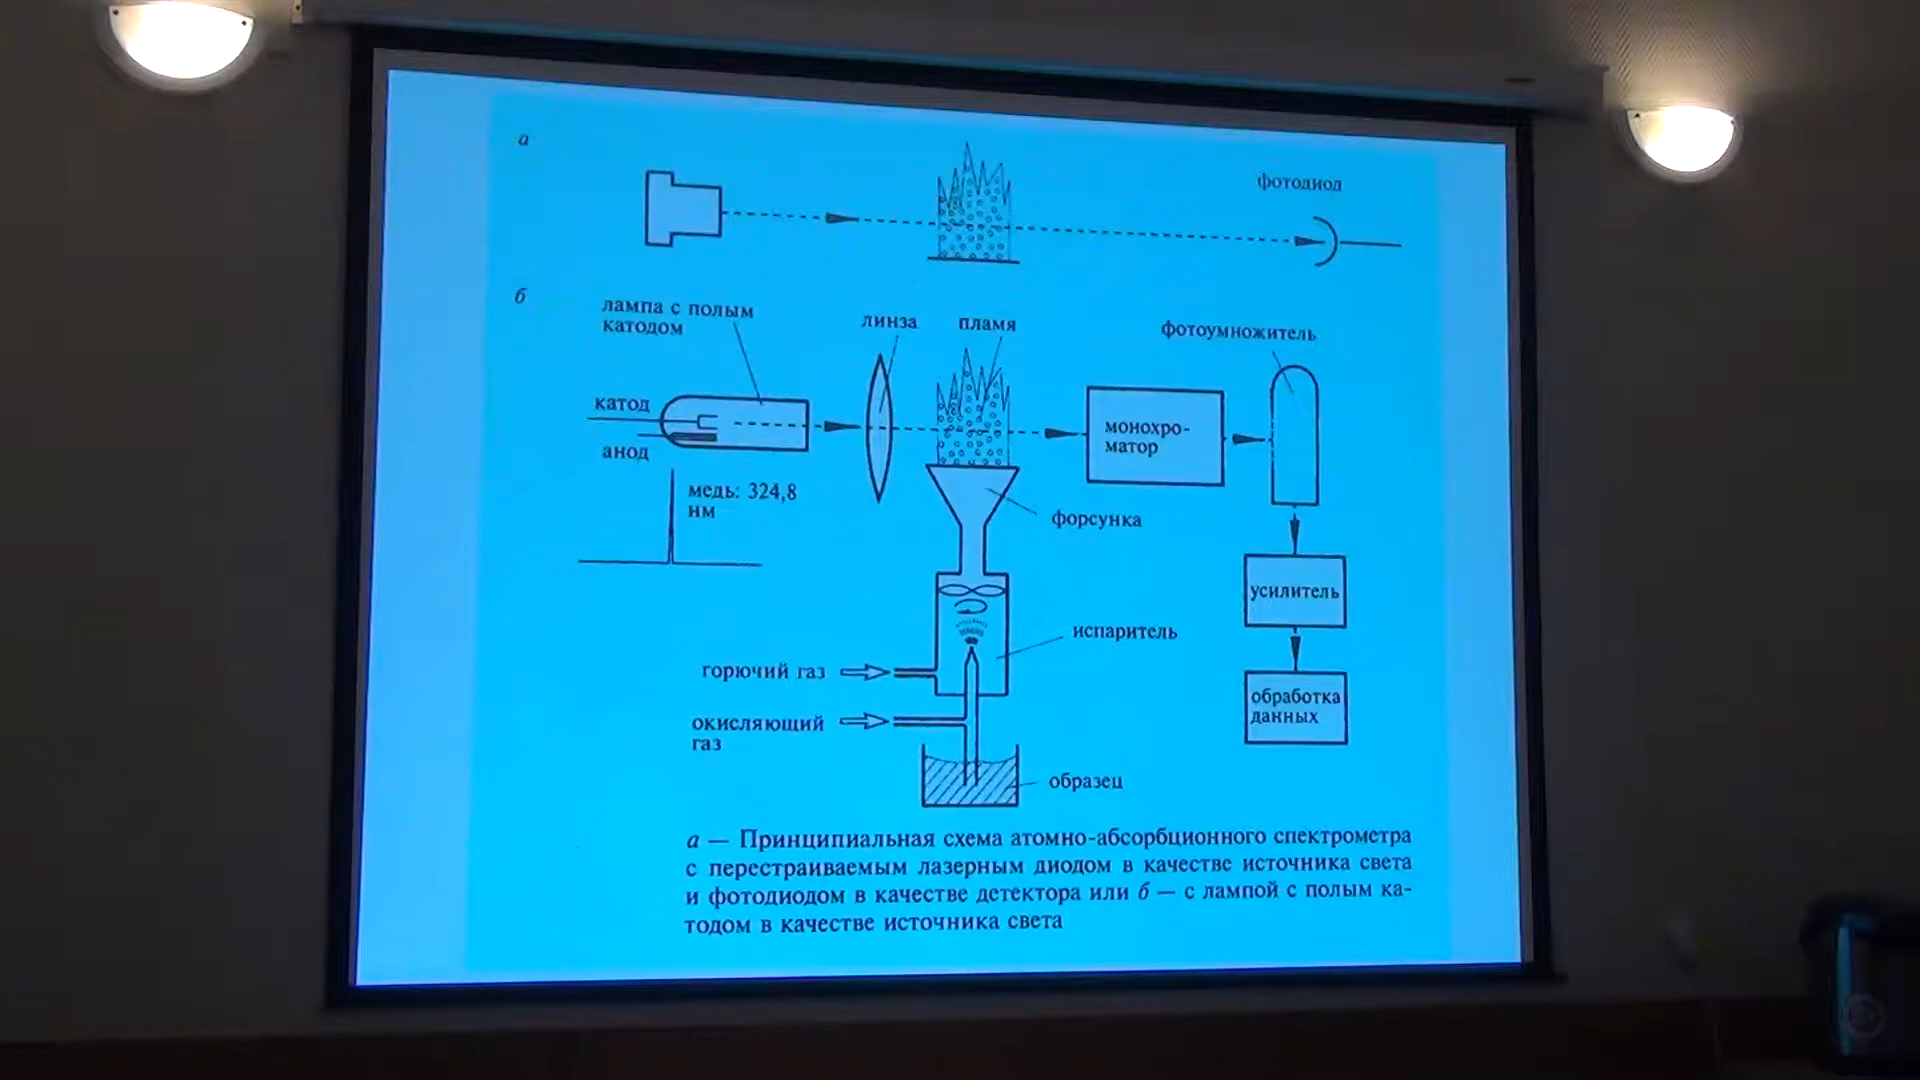 а
фотодиод
б
лампа с полым
катодом
линза
пламя
фотоумножитель
катод
анод
монохро-
матор
медь: 324,8
нм
форсунка
усилитель
испаритель
горючий газ
обработка
данных
окисляющий
газ
образец
а — Принципиальная схема атомно-абсорбционного спектрометра
с перестраиваемым лазерным диодом в качестве источника света
и фотодиодом в качестве детектора или б — с лампой с полым ка-
тодом в качестве источника света